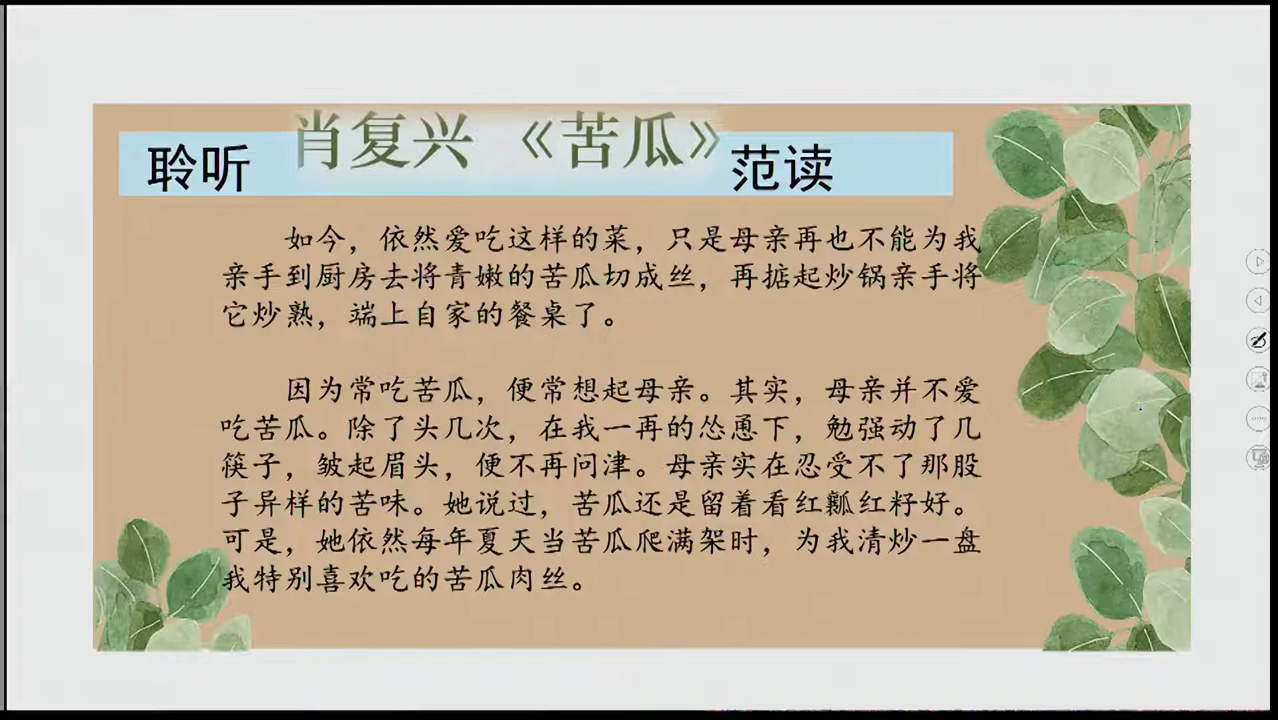 聆听 肖复兴 《苦瓜》 范读
如今，依然爱吃这样的菜，只是母亲再也不能为我
亲手到厨房去将青嫩的苦瓜切成丝，再掂起炒锅亲手将
它炒熟，端上自家的餐桌了。
因为常吃苦瓜，便常想起母亲。其实，母亲并不爱
吃苦瓜。除了头几次，在我一再的怂恿下，勉强动了几
筷子，皱起眉头，便不再问津。母亲实在忍受不了那股
子异样的苦味。她说过，苦瓜还是留着看红瓤红籽好。
可是，她依然每年夏天当苦瓜爬满架时，为我清炒一盘
我特别喜欢吃的苦瓜肉丝。